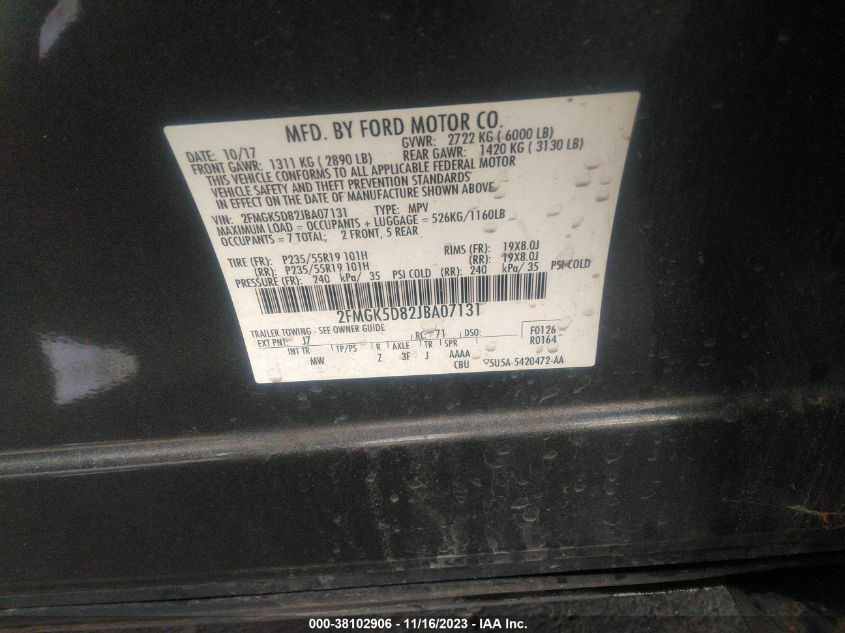 MFD. BY FORD MOTOR CO.
DATE: 10/17 GVWR: 2722 KG ( 6000 LB)
FRONT GAWR: 1311 KG ( 2890 LB) REAR GAWR: 1420 KG ( 3130 LB)
THIS VEHICLE CONFORMS TO ALL APPLICABLE FEDERAL MOTOR
VEHICLE SAFETY AND THEFT PREVENTION STANDARDS
IN EFFECT ON THE DATE OF MANUFACTURE SHOWN ABOVE.
VIN: 2FMGK5D82JBA07131 TYPE: MPV
MAXIMUM LOAD = OCCUPANTS + LUGGAGE = 526KG/1160LB
OCCUPANTS = 7 TOTAL; 2 FRONT, 5 REAR
TIRE (FR): P235/55R19 101H RIMS (FR): 19X8.0J
(RR): P235/55R19 101H (RR): 19X8.0J
PRESSURE (FR): 240 kPa/ 35 PSI COLD (RR): 240 kPa/ 35 PSI COLD
2FMGK5D82JBA07131
TRAILER TOWING - SEE OWNER GUIDE
EXT PNT: J7 RC: 71 DSO: F0126
R0164
INT TR TP/PS R AXLE TR SPR
MW Z 3F J AAAA
CBU 5U5A-5420472-AA
000-38102906 - 11/16/2023 - IAA Inc.